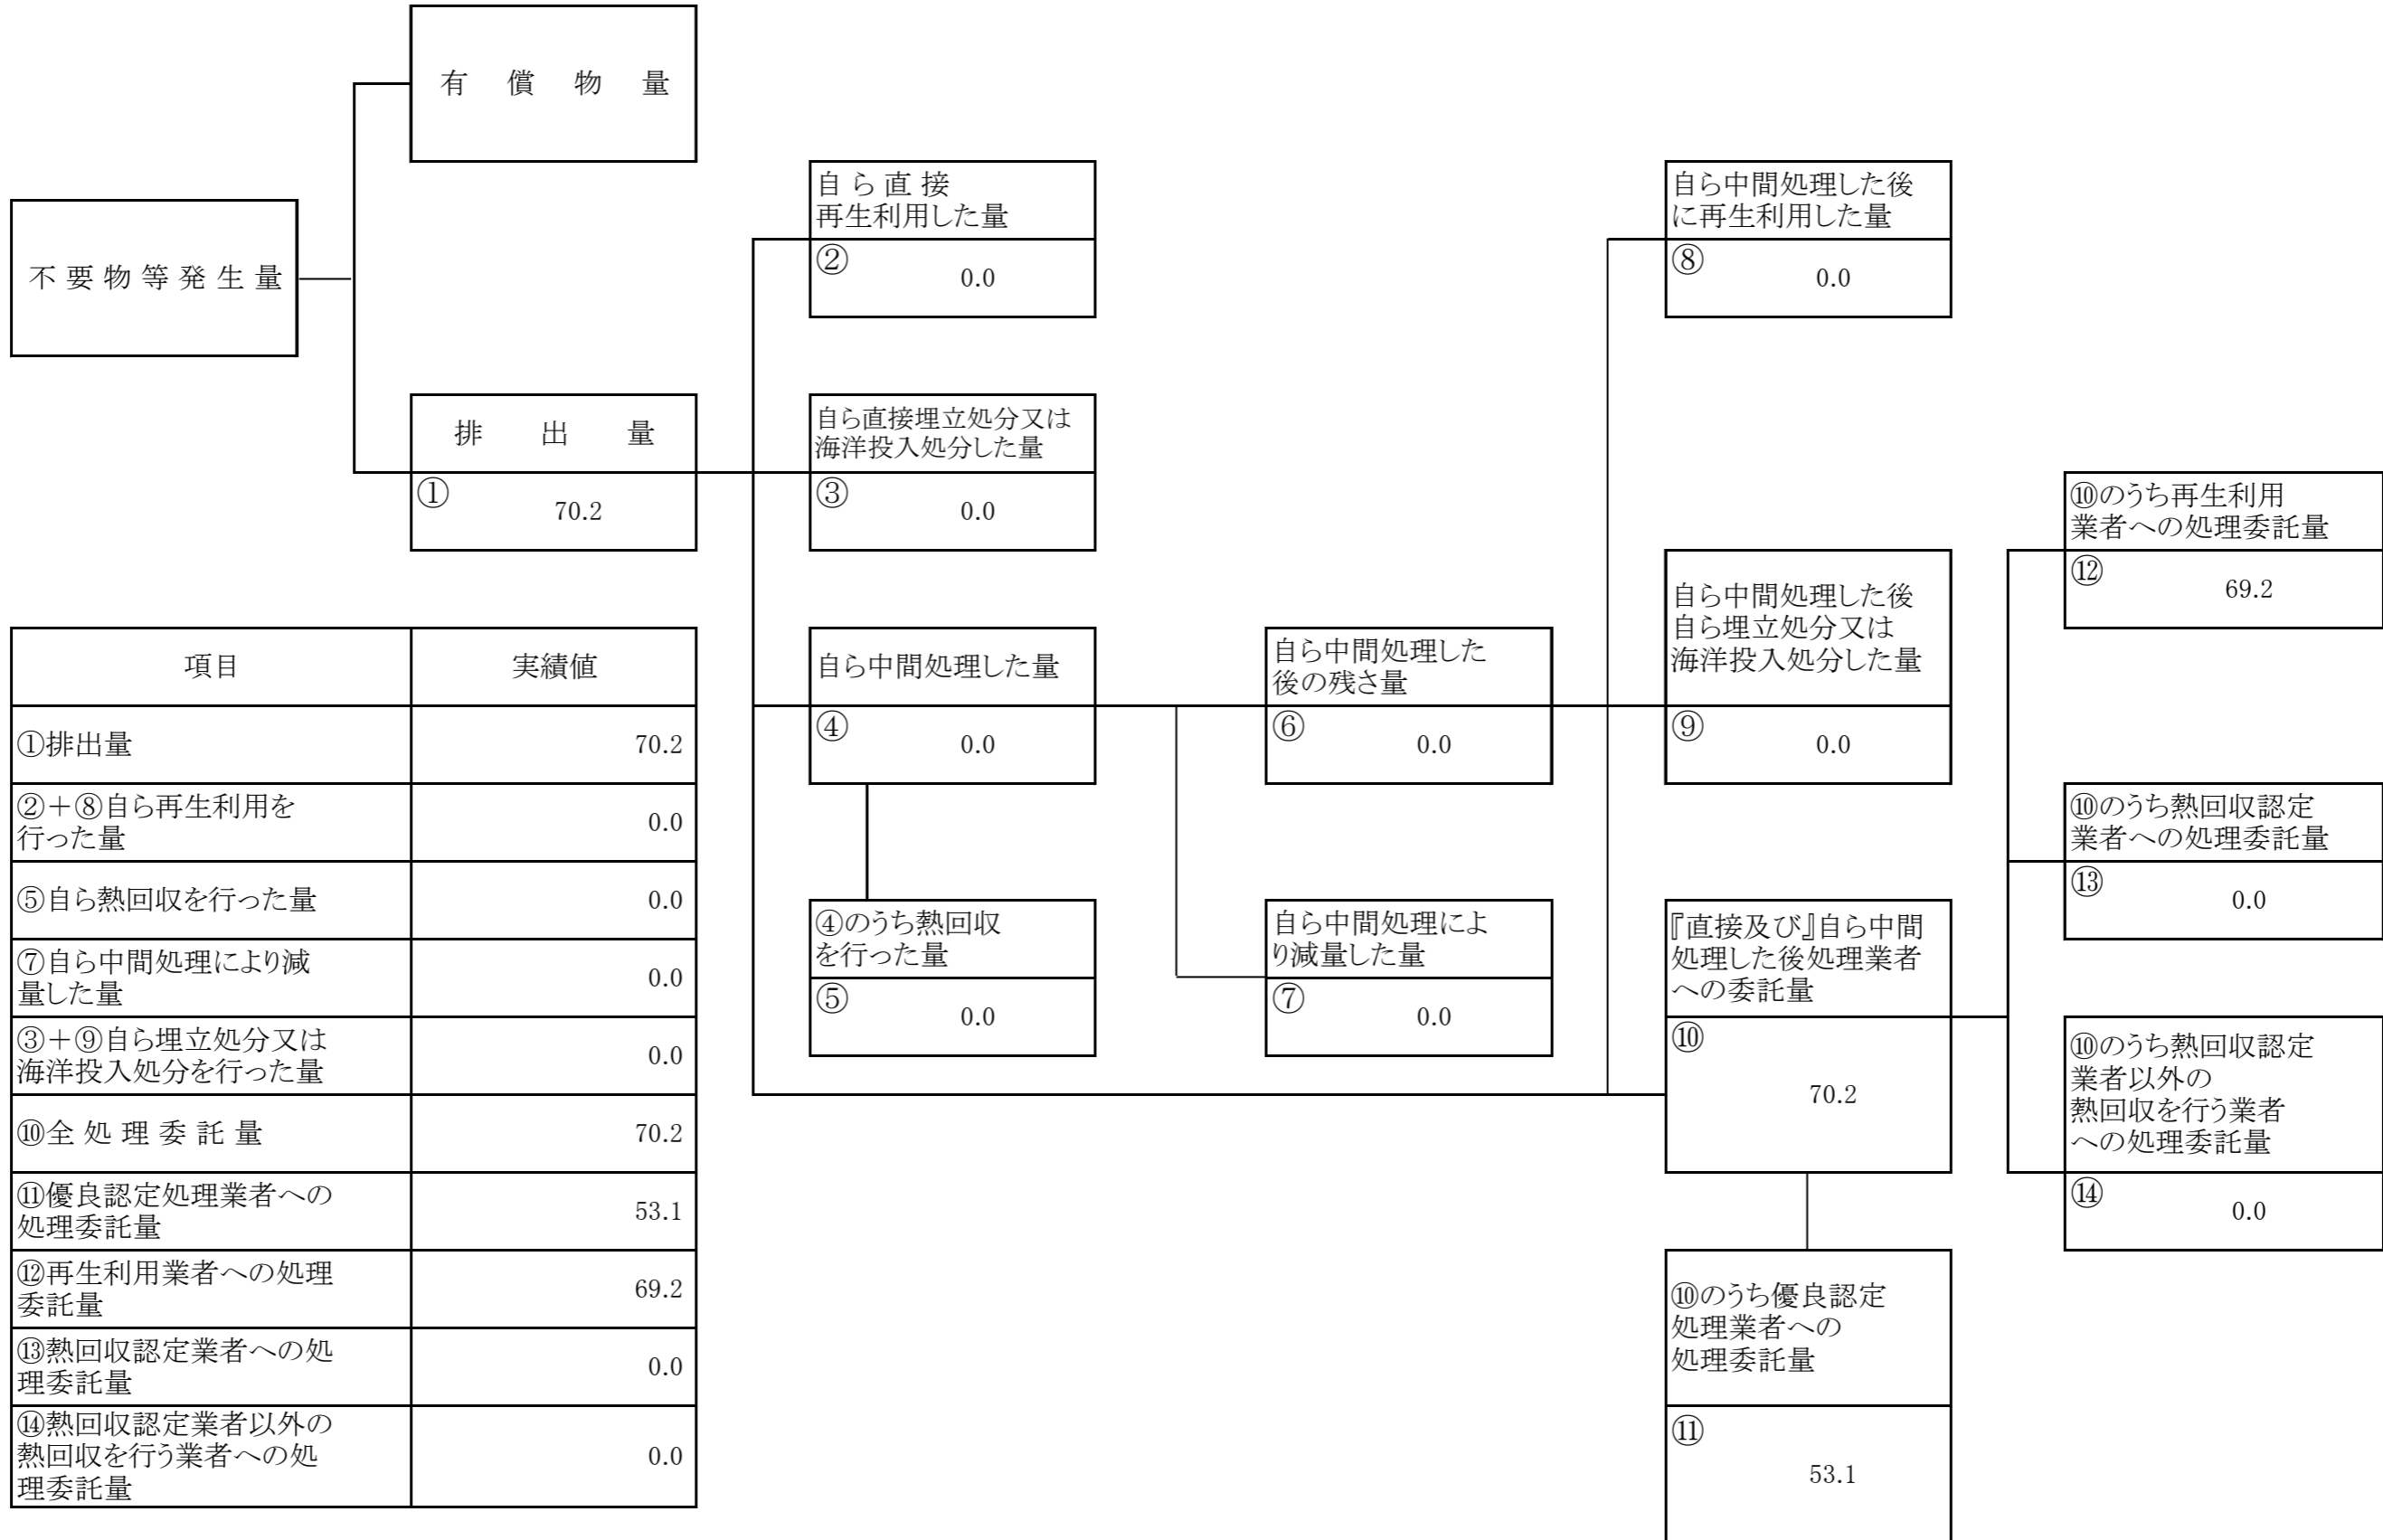 有償物量
不要物等発生量
排出量
①
70.2
自ら直接
再生利用した量
②
0.0
自ら直接埋立処分又は
海洋投入処分した量
③
0.0
自ら中間処理した量
④
0.0
④のうち熱回収
を行った量
⑤
0.0
自ら中間処理した
後の残さ量
⑥
0.0
自ら中間処理によ
り減量した量
⑦
0.0
自ら中間処理した後
に再生利用した量
⑧
0.0
自ら中間処理した後
自ら埋立処分又は
海洋投入処分した量
⑨
0.0
『直接及び』自ら中間
処理した後処理業者
への委託量
⑩
70.2
⑩のうち優良認定
処理業者への
処理委託量
⑪
53.1
⑩のうち再生利用
業者への処理委託量
⑫
69.2
⑩のうち熱回収認定
業者への処理委託量
⑬
0.0
⑩のうち熱回収認定
業者以外の
熱回収を行う業者
への処理委託量
⑭
0.0
項目 実績値
①排出量 70.2
②＋⑧自ら再生利用を
行った量 0.0
⑤自ら熱回収を行った量 0.0
⑦自ら中間処理により減
量した量 0.0
③＋⑨自ら埋立処分又は
海洋投入処分を行った量 0.0
⑩全処理委託量 70.2
⑪優良認定処理業者への
処理委託量 53.1
⑫再生利用業者への処理
委託量 69.2
⑬熱回収認定業者への処
理委託量 0.0
⑭熱回収認定業者以外の
熱回収を行う業者への処
理委託量 0.0